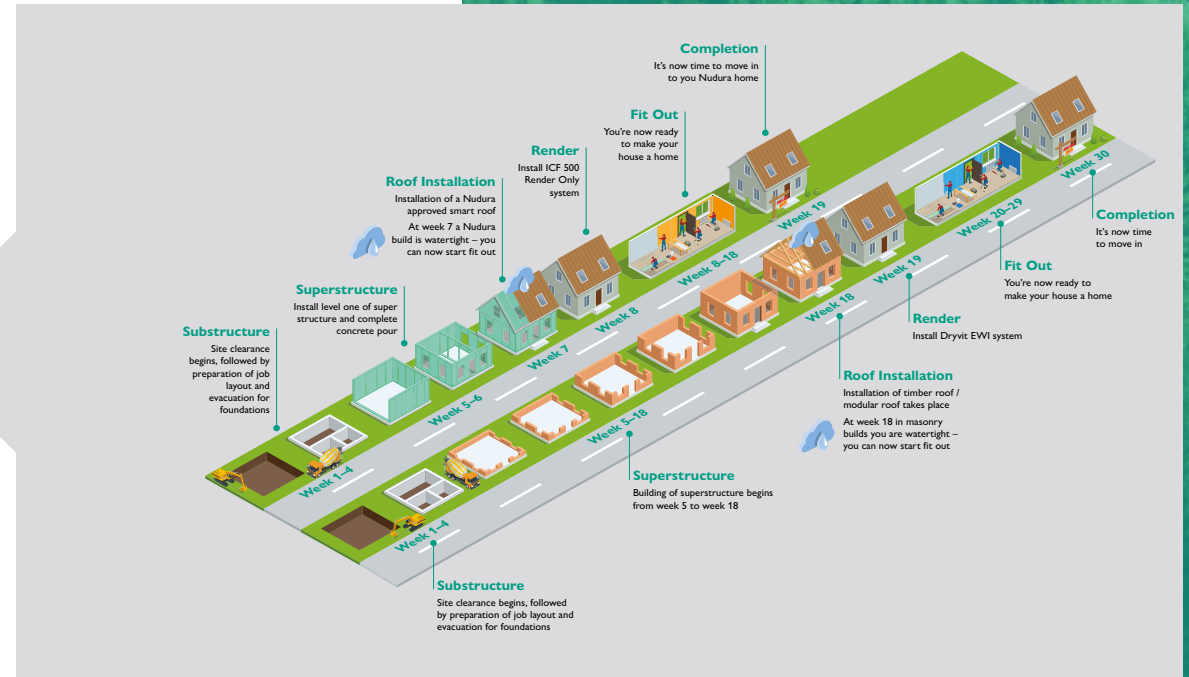 Completion
It's now time to move in
to you Nudura home
Fit Out
You're now ready
to make your
house a home
Render
Install ICF 500
Render Only
system
Roof Installation
Installation of a Nudura
approved smart roof
At week 7 a Nudura
build is watertight – you
can now start fit out
Superstructure
Install level one of super
structure and complete
concrete pour
Substructure
Site clearance
begins, followed by
preparation of job
layout and
evacuation for
foundations
Week 1–4
Week 5–6
Week 7
Week 8
Week 8–18
Week 19
Week 1–4
Week 5–18
Week 18
Week 19
Week 20–29
Week 30
Completion
It's now time
to move in
Fit Out
You're now ready to
make your house a home
Render
Install Dryvit EWI system
Roof Installation
Installation of timber roof /
modular roof takes place
At week 18 in masonry
builds you are watertight –
you can now start fit out
Superstructure
Building of superstructure begins
from week 5 to week 18
Substructure
Site clearance begins, followed
by preparation of job layout and
evacuation for foundations